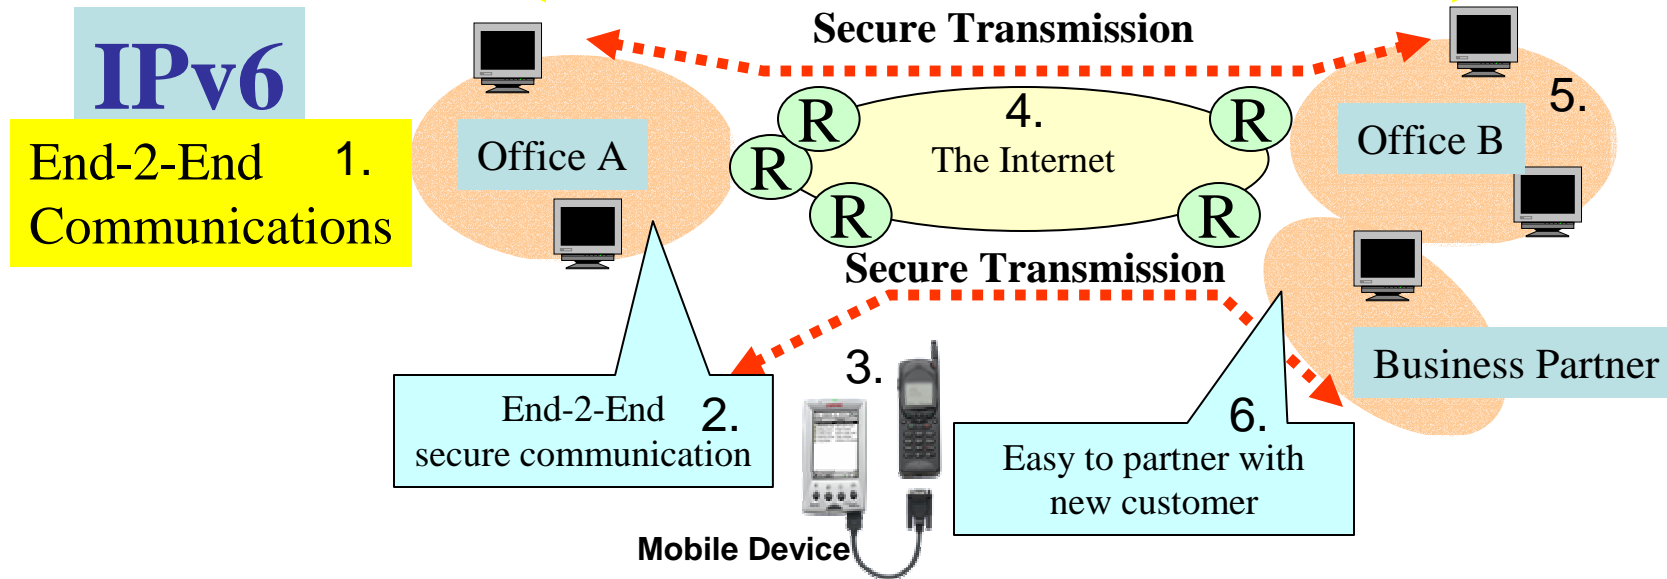 Secure Transmission
IPv6
End-2-End 1.
Communications
Office A
R
R
R
4.
The Internet
R
R
5.
Office B
Secure Transmission
Business Partner
End-2-End 2.
secure communication
3.
6.
Easy to partner with
new customer
Mobile Device